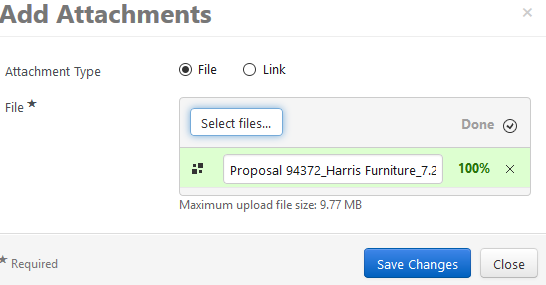 Add Attachments
×
Attachment Type
File
Link
File ★
Select files...
Done
Proposal 94372_Harris Furniture_7.2
100%
×
Maximum upload file size: 9.77 MB
★ Required
Save Changes
Close